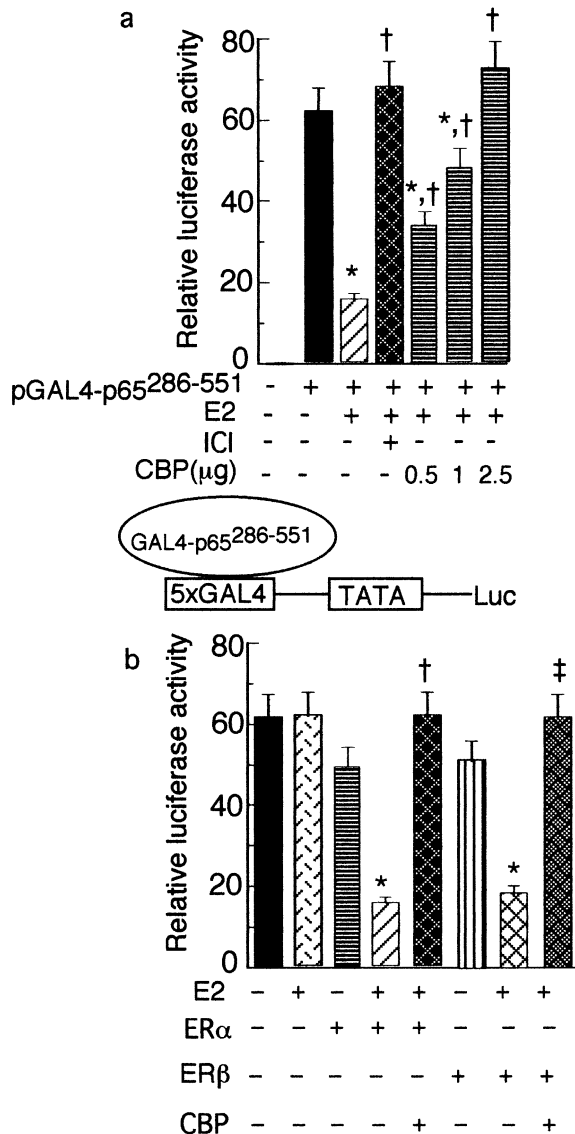 a
Relative luciferase activity
80
60
40
20
0
† 
*
†
*,†
*,†
pGAL4-p65286-551 - + + + + + +
E2 - - + + + + +
ICI - - - + - - -
CBP(μg) - - - - 0.5 1 2.5
GAL4-p65286-551
5xGAL4 TATA Luc
b
Relative luciferase activity
80
60
40
20
0
† ‡
* *
E2 - + - + + - + +
ERα - - + + + - - -
ERβ - - - - - + + +
CBP - - - - + - - +